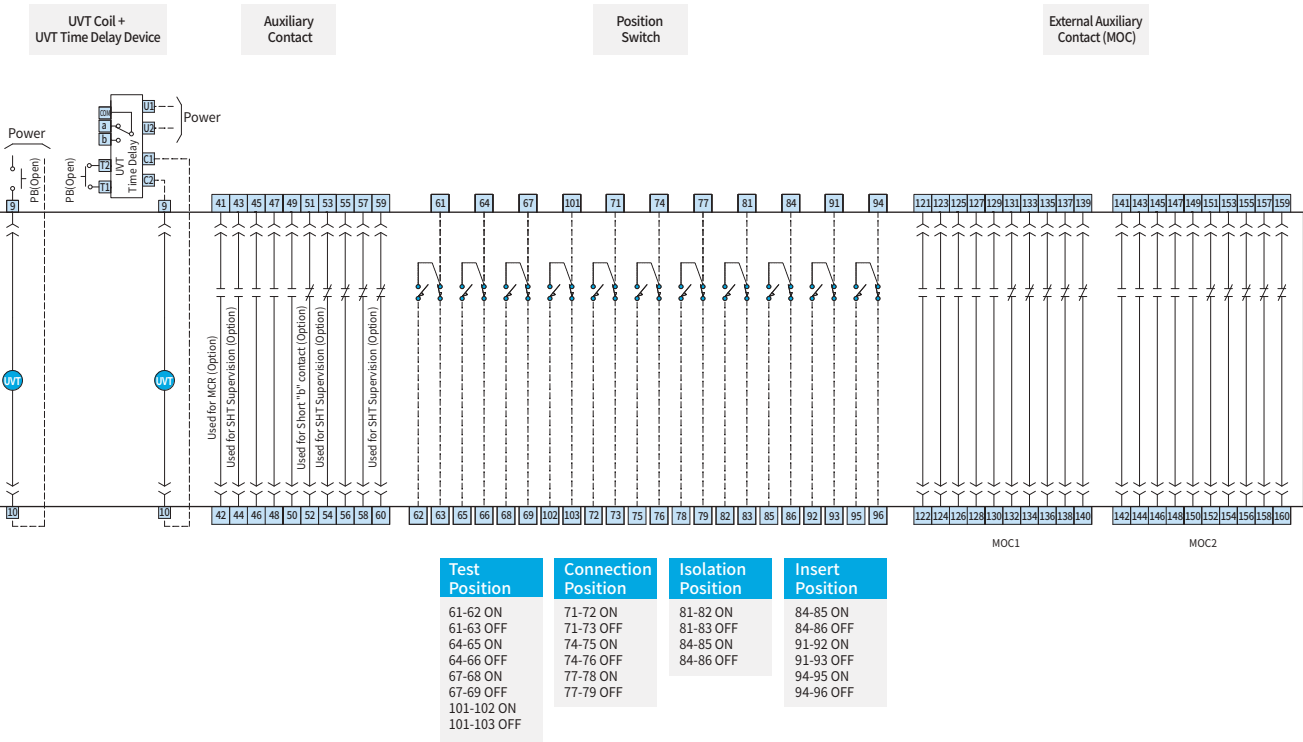 UVT Coil +
UVT Time Delay Device
Auxiliary
Contact
Position
Switch
External Auxiliary
Contact (MOC)
Power
PB(Open)
PB(Open)
COM
a
b
T2
T1
UVT
Time Delay
U1
U2
C1
C2
Power
9
9
41 43 45 47 49 51 53 55 57 59
61 64 67 101 71 74 77 81 84 91 94
121 123 125 127 129 131 133 135 137 139
141 143 145 147 149 151 153 155 157 159
UVT
UVT
Used for MCR (Option)
Used for SHT Supervision (Option)
Used for Short "b" contact (Option)
Used for SHT Supervision (Option)
Used for SHT Supervision (Option)
10
10
42 44 46 48 50 52 54 56 58 60
62 63 65 66 68 69 102 103 72 73 75 76 78 79 82 83 85 86 92 93 95 96
122 124 126 128 130 132 134 136 138 140
142 144 146 148 150 152 154 156 158 160
MOC1
MOC2
Test
Position
61-62 ON
61-63 OFF
64-65 ON
64-66 OFF
67-68 ON
67-69 OFF
101-102 ON
101-103 OFF
Connection
Position
71-72 ON
71-73 OFF
74-75 ON
74-76 OFF
77-78 ON
77-79 OFF
Isolation
Position
81-82 ON
81-83 OFF
84-85 ON
84-86 OFF
Insert
Position
84-85 ON
84-86 OFF
91-92 ON
91-93 OFF
94-95 ON
94-96 OFF